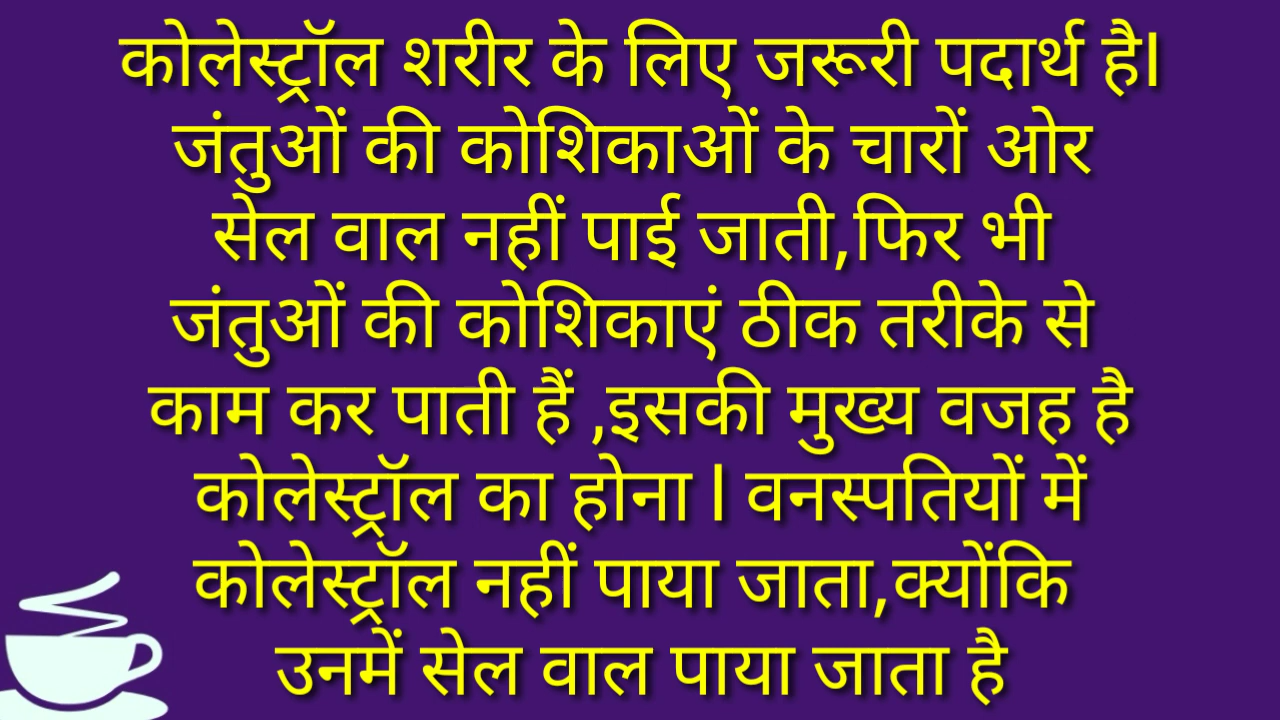 कोलेस्ट्रॉल शरीर के लिए जरूरी पदार्थ है।
जंतुओं की कोशिकाओं के चारों ओर
सेल वाल नहीं पाई जाती,फिर भी
जंतुओं की कोशिकाएं ठीक तरीके से
काम कर पाती हैं ,इसकी मुख्य वजह है
कोलेस्ट्रॉल का होना । वनस्पतियों में
कोलेस्ट्रॉल नहीं पाया जाता,क्योंकि
उनमें सेल वाल पाया जाता है